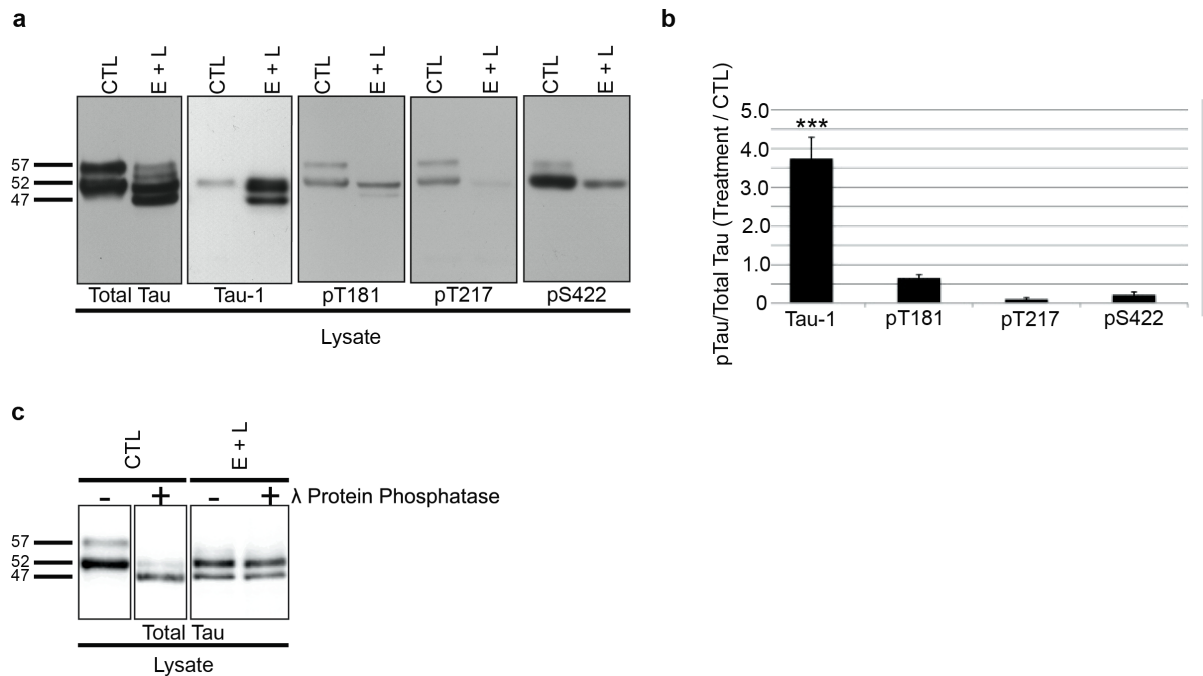 a
CTL E + L CTL E + L CTL E + L CTL E + L CTL E + L
57
52
47
Total Tau Tau-1 pT181 pT217 pS422
Lysate
b
pTau/Total Tau (Treatment / CTL)
5.0
4.0
3.0
2.0
1.0
0
***
Tau-1 pT181 pT217 pS422
c
CTL E + L
- + - + λ Protein Phosphatase
57
52
47
Total Tau
Lysate